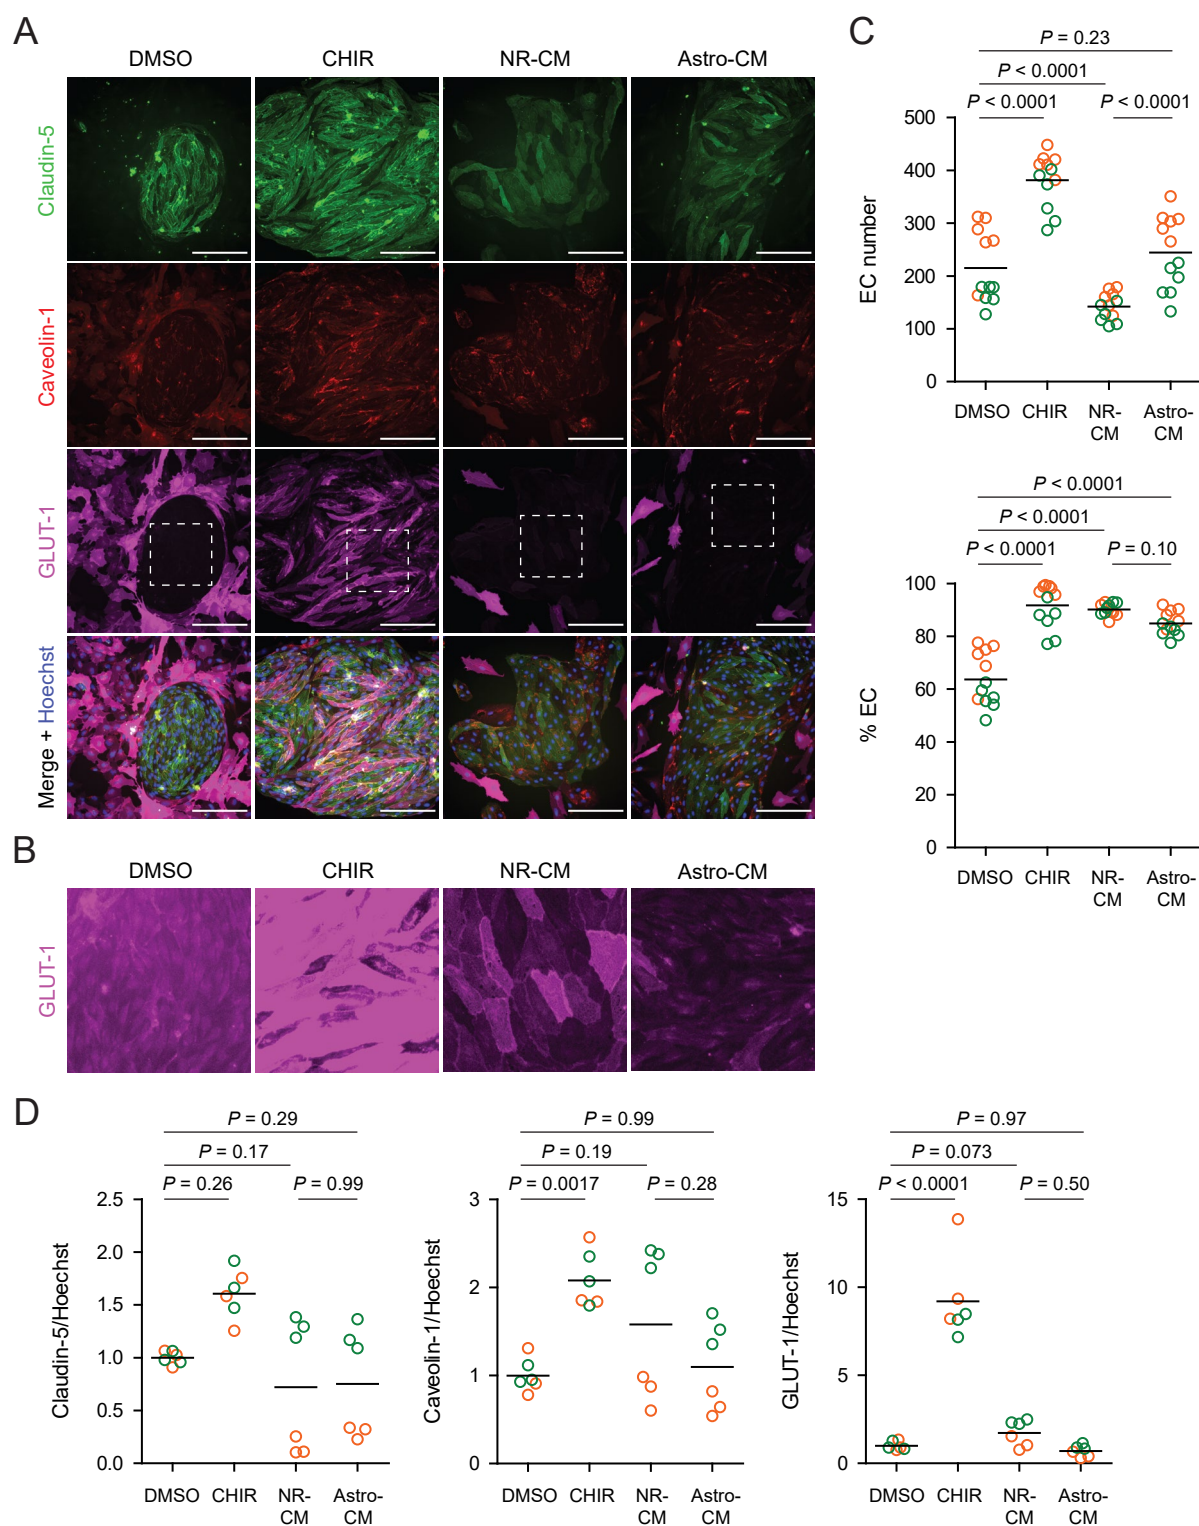 A
DMSO CHIR NR-CM Astro-CM
Claudin-5
Caveolin-1
GLUT-1
Merge + Hoechst
B
DMSO CHIR NR-CM Astro-CM
GLUT-1
C
P = 0.23
P < 0.0001
P < 0.0001 P < 0.0001
EC number
500
400
300
200
100
0
DMSO CHIR NR-CM Astro-CM
P < 0.0001
P < 0.0001
P < 0.0001 P = 0.10
% EC
100
80
60
40
20
0
DMSO CHIR NR-CM Astro-CM
D
P = 0.29
P = 0.17
P = 0.26 P = 0.99
Claudin-5/Hoechst
2.5
2.0
1.5
1.0
0.5
0.0
DMSO CHIR NR-CM Astro-CM
P = 0.99
P = 0.19
P = 0.0017 P = 0.28
Caveolin-1/Hoechst
3
2
1
0
DMSO CHIR NR-CM Astro-CM
P = 0.97
P = 0.073
P < 0.0001 P = 0.50
GLUT-1/Hoechst
15
10
5
0
DMSO CHIR NR-CM Astro-CM